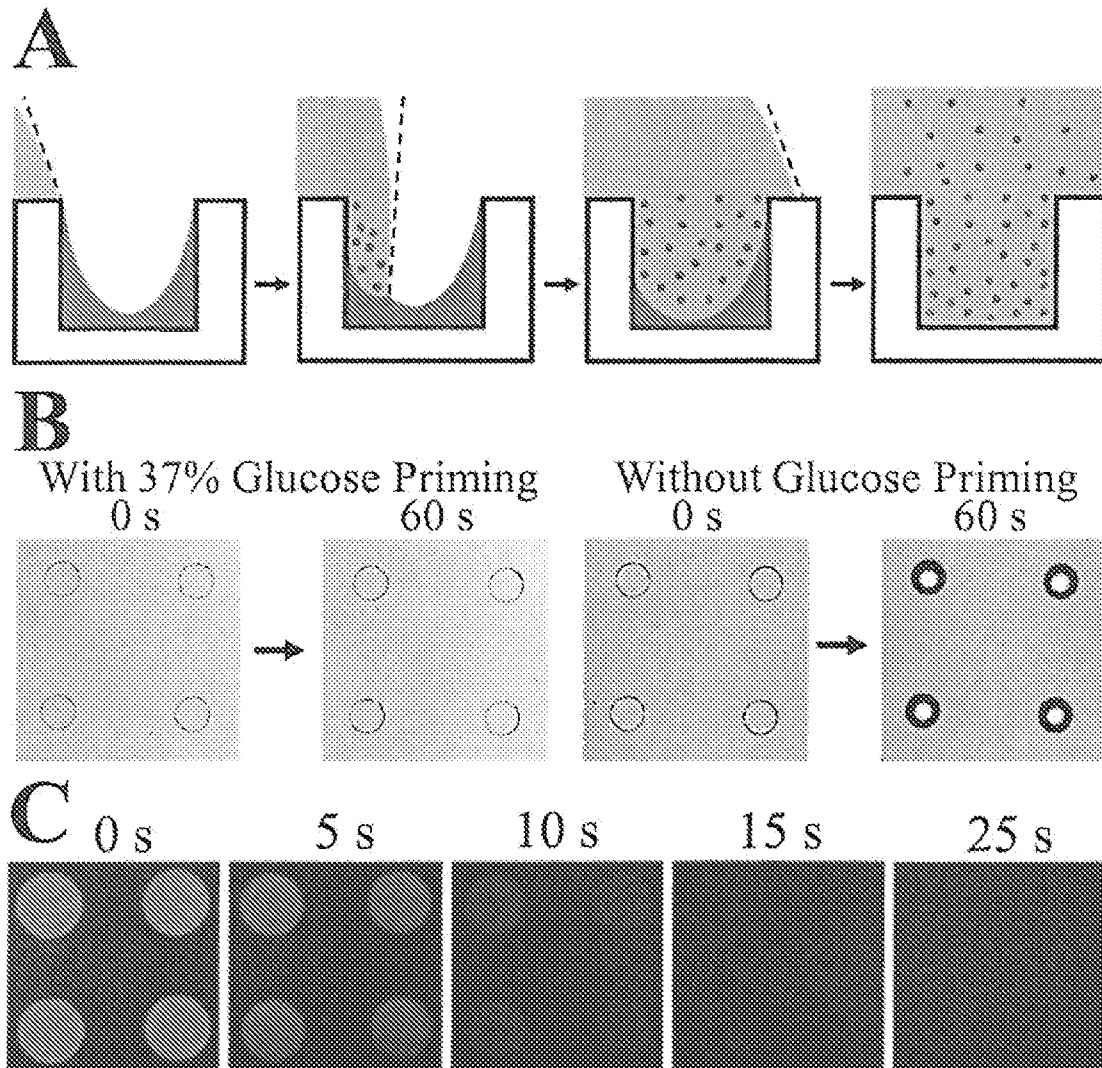 A
B
With 37% Glucose Priming Without Glucose Priming
0 s 60 s 0 s 60 s
C 0 s 5 s 10 s 15 s 25 s